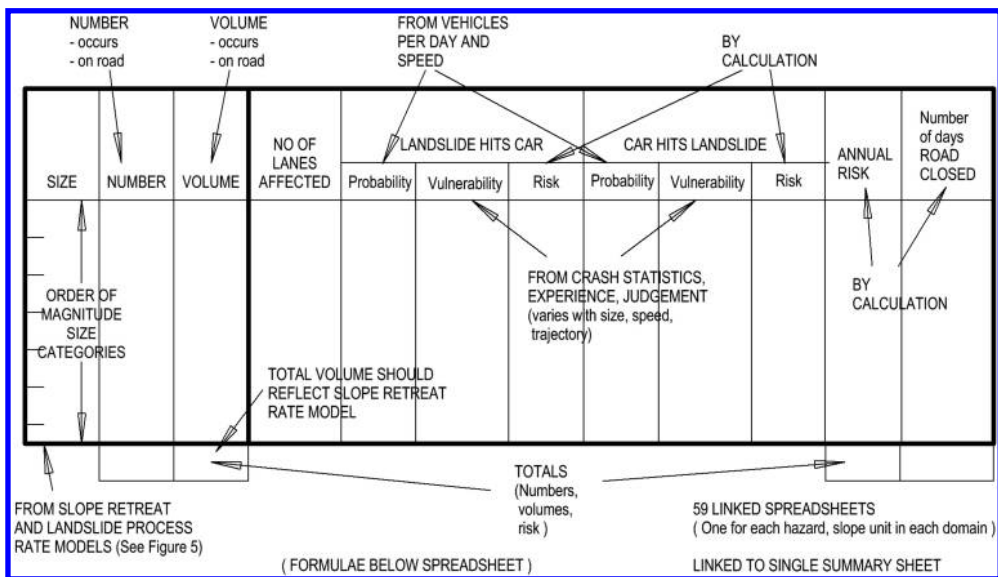 NUMBER
- occurs
- on road
VOLUME
- occurs
- on road
FROM VEHICLES
PER DAY AND
SPEED
BY
CALCULATION
SIZE
NUMBER
VOLUME
NO OF
LANES
AFFECTED
LANDSLIDE HITS CAR
Probability
Vulnerability
Risk
CAR HITS LANDSLIDE
Probability
Vulnerability
Risk
ANNUAL
RISK
Number
of days
ROAD
CLOSED
ORDER OF
MAGNITUDE
SIZE
CATEGORIES
FROM CRASH STATISTICS,
EXPERIENCE, JUDGEMENT
(varies with size, speed,
trajectory)
BY
CALCULATION
TOTAL VOLUME SHOULD
REFLECT SLOPE RETREAT
RATE MODEL
FROM SLOPE RETREAT
AND LANDSLIDE PROCESS
RATE MODELS (See Figure 5)
TOTALS
(Numbers,
volumes,
risk )
59 LINKED SPREADSHEETS
( One for each hazard, slope unit in each domain )
( FORMULAE BELOW SPREADSHEET )
LINKED TO SINGLE SUMMARY SHEET